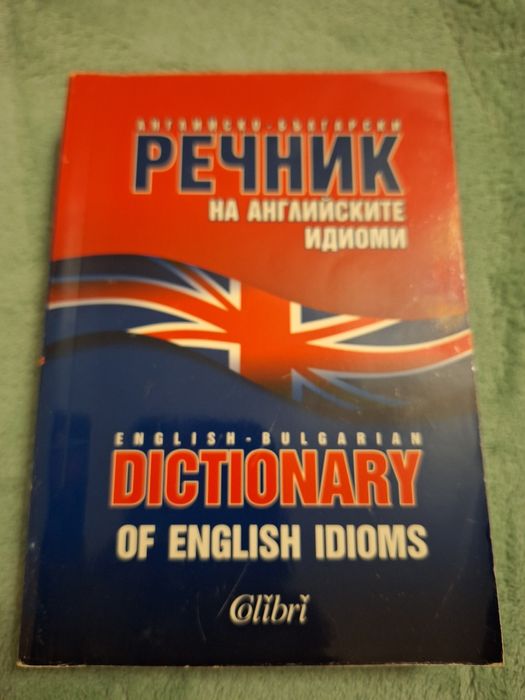 АНГЛИЙСКО-БЪЛГАРСКИ
РЕЧНИК
НА АНГЛИЙСКИТЕ
ИДИОМИ
ENGLISH-BULGARIAN
DICTIONARY
OF ENGLISH IDIOMS
Colibri